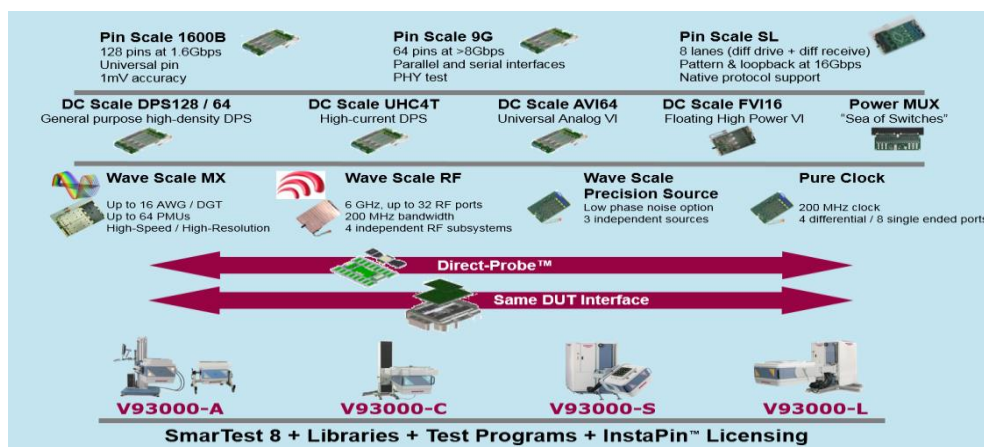 Pin Scale 1600B
128 pins at 1.6Gbps
Universal pin
1mV accuracy
Pin Scale 9G
64 pins at >8Gbps
Parallel and serial interfaces
PHY test
Pin Scale SL
8 lanes (diff drive + diff receive)
Pattern & loopback at 16Gbps
Native protocol support
DC Scale DPS128 / 64
General purpose high-density DPS
DC Scale UHC4T
High-current DPS
DC Scale AVI64
Universal Analog VI
DC Scale FVI16
Floating High Power VI
Power MUX
"Sea of Switches"
Wave Scale MX
Up to 16 AWG / DGT
Up to 64 PMUs
High-Speed / High-Resolution
Wave Scale RF
6 GHz, up to 32 RF ports
200 MHz bandwidth
4 independent RF subsystems
Wave Scale
Precision Source
Low phase noise option
3 independent sources
Pure Clock
200 MHz clock
4 differential / 8 single ended ports
Direct-Probe™
Same DUT Interface
V93000-A
V93000-C
V93000-S
V93000-L
SmarTest 8 + Libraries + Test Programs + InstaPin™ Licensing